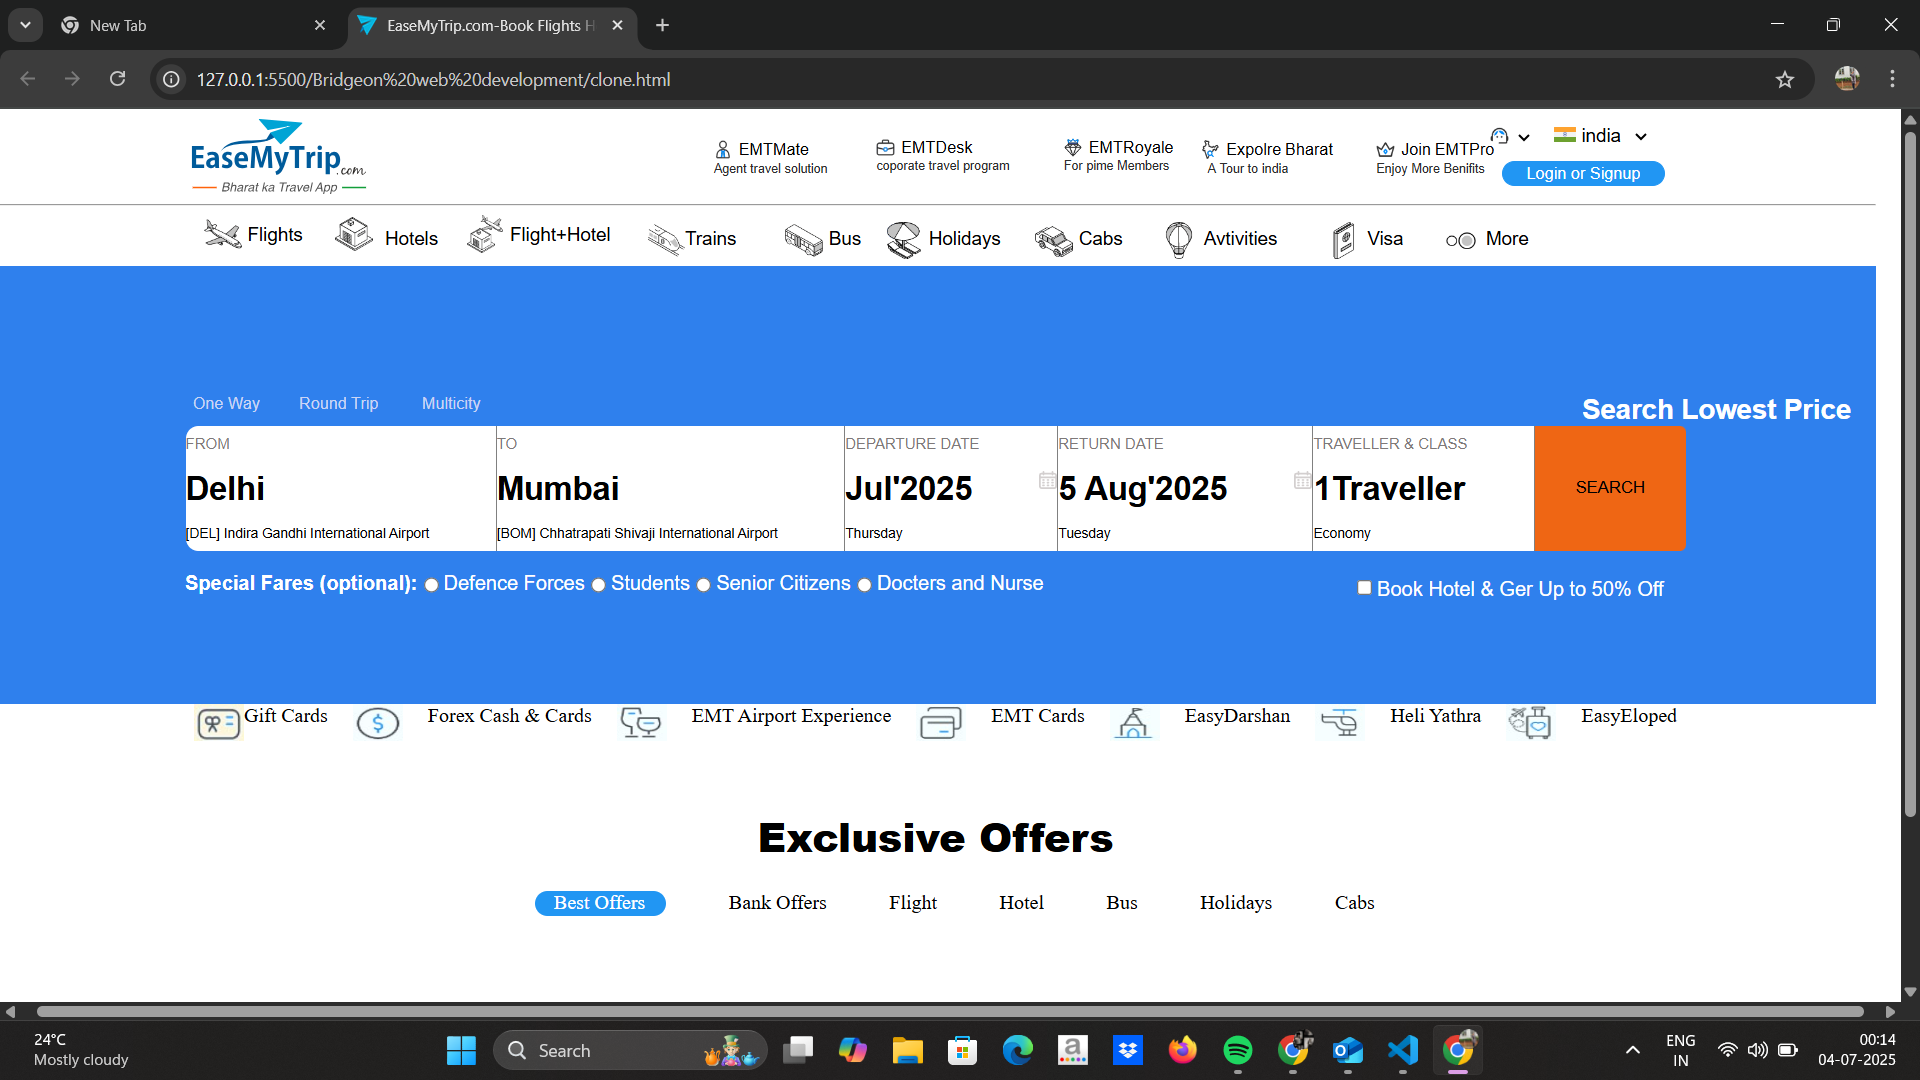 New Tab
EaseMyTrip.com-Book Flights H
127.0.0.1:5500/Bridgeon%20web%20development/clone.html
EaseMyTrip.com
Bharat ka Travel App
EMTMate
Agent travel solution
EMTDesk
coporate travel program
EMTRoyale
For pime Members
Expolre Bharat
A Tour to india
Join EMTPro
Enjoy More Benifits
india
Login or Signup
Flights
Hotels
Flight+Hotel
Trains
Bus
Holidays
Cabs
Avtivities
Visa
More
One Way Round Trip Multicity
Search Lowest Price
FROM
Delhi
[DEL] Indira Gandhi International Airport
TO
Mumbai
[BOM] Chhatrapati Shivaji International Airport
DEPARTURE DATE
Jul'2025
Thursday
RETURN DATE
5 Aug'2025
Tuesday
TRAVELLER & CLASS
1Traveller
Economy
SEARCH
Special Fares (optional): Defence Forces Students Senior Citizens Docters and Nurse
Book Hotel & Ger Up to 50% Off
Gift Cards
Forex Cash & Cards
EMT Airport Experience
EMT Cards
EasyDarshan
Heli Yathra
EasyEloped
Exclusive Offers
Best Offers Bank Offers Flight Hotel Bus Holidays Cabs
24°C
Mostly cloudy
Search
ENG
IN
00:14
04-07-2025